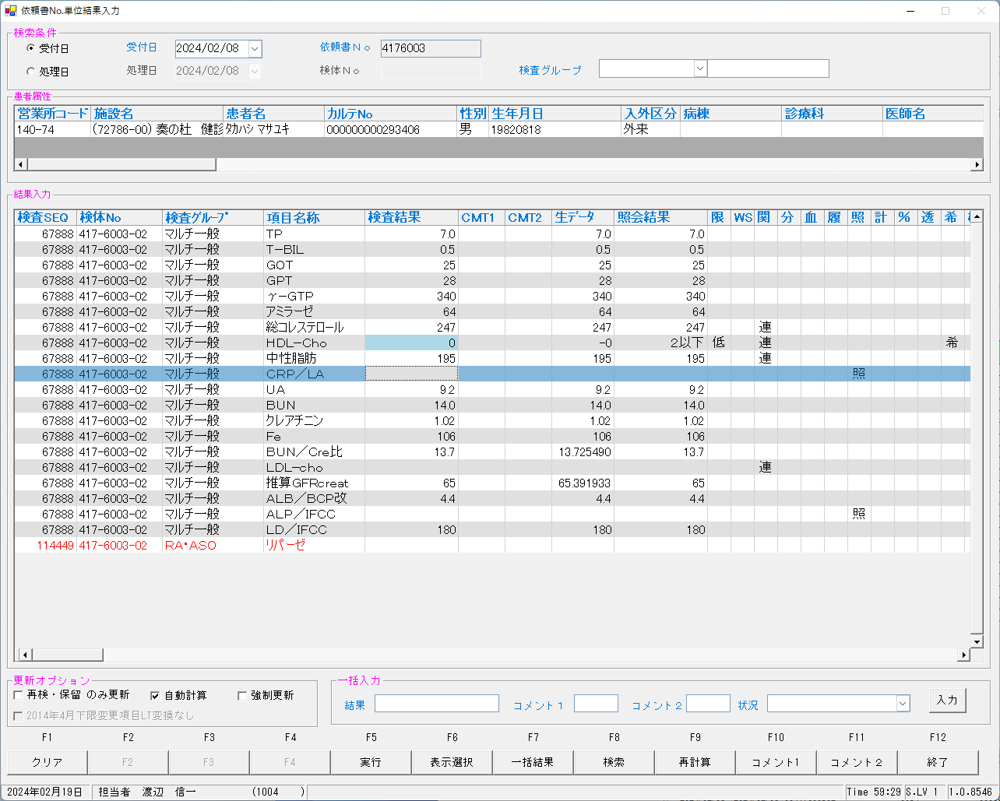 依頼書No.単位結果入力
検索条件
受付日 受付日 2024/02/08 依頼書No 4176003
処理日 処理日 2024/02/08 検体No 検査グループ
患者属性
営業所コード 施設名 患者名 カルテNo 性別 生年月日 入外区分 病棟 診療科 医師名
140-74 (72786-00) 奏の杜 健診 タカハシ マサユキ 000000000293406 男 19820818 外来
結果入力
検査SEQ 検体No 検査グループ 項目名称 検査結果 CMT1 CMT2 生データ 照会結果 限 WS 関 分 血 履 照 計 % 透 希
67888 417-6003-02 マルチ一般 TP 7.0 7.0 7.0
67888 417-6003-02 マルチ一般 T-BIL 0.5 0.5 0.5
67888 417-6003-02 マルチ一般 GOT 25 25 25
67888 417-6003-02 マルチ一般 GPT 28 28 28
67888 417-6003-02 マルチ一般 γ-GTP 340 340 340
67888 417-6003-02 マルチ一般 アミラーゼ 64 64 64
67888 417-6003-02 マルチ一般 総コレステロール 247 247 247 連
67888 417-6003-02 マルチ一般 HDL-Cho 0 -0 2以下 低 連 希
67888 417-6003-02 マルチ一般 中性脂肪 195 195 195 連
67888 417-6003-02 マルチ一般 CRP/LA 照
67888 417-6003-02 マルチ一般 UA 9.2 9.2 9.2
67888 417-6003-02 マルチ一般 BUN 14.0 14.0 14.0
67888 417-6003-02 マルチ一般 クレアチニン 1.02 1.02 1.02
67888 417-6003-02 マルチ一般 Fe 106 106 106
67888 417-6003-02 マルチ一般 BUN/Cre比 13.7 13.725490 13.7
67888 417-6003-02 マルチ一般 LDL-cho 連
67888 417-6003-02 マルチ一般 推算GFRcreat 65 65.391933 65
67888 417-6003-02 マルチ一般 ALB/BCP改 4.4 4.4 4.4
67888 417-6003-02 マルチ一般 ALP/IFCC 照
67888 417-6003-02 マルチ一般 LD/IFCC 180 180 180
114449 417-6003-02 RA・ASO リパーゼ
更新オプション
再検・保留 のみ更新 自動計算 強制更新
2014年4月下限変更項目LT変換なし
一括入力
結果 コメント1 コメント2 状況 入力
F1 F2 F3 F4 F5 F6 F7 F8 F9 F10 F11 F12
クリア F2 F3 F4 実行 表示選択 一括結果 検索 再計算 コメント1 コメント2 終了
2024年02月19日 担当者 渡辺 信一 (1004 ) Time 59:29 S.LV 1 1.0.8546